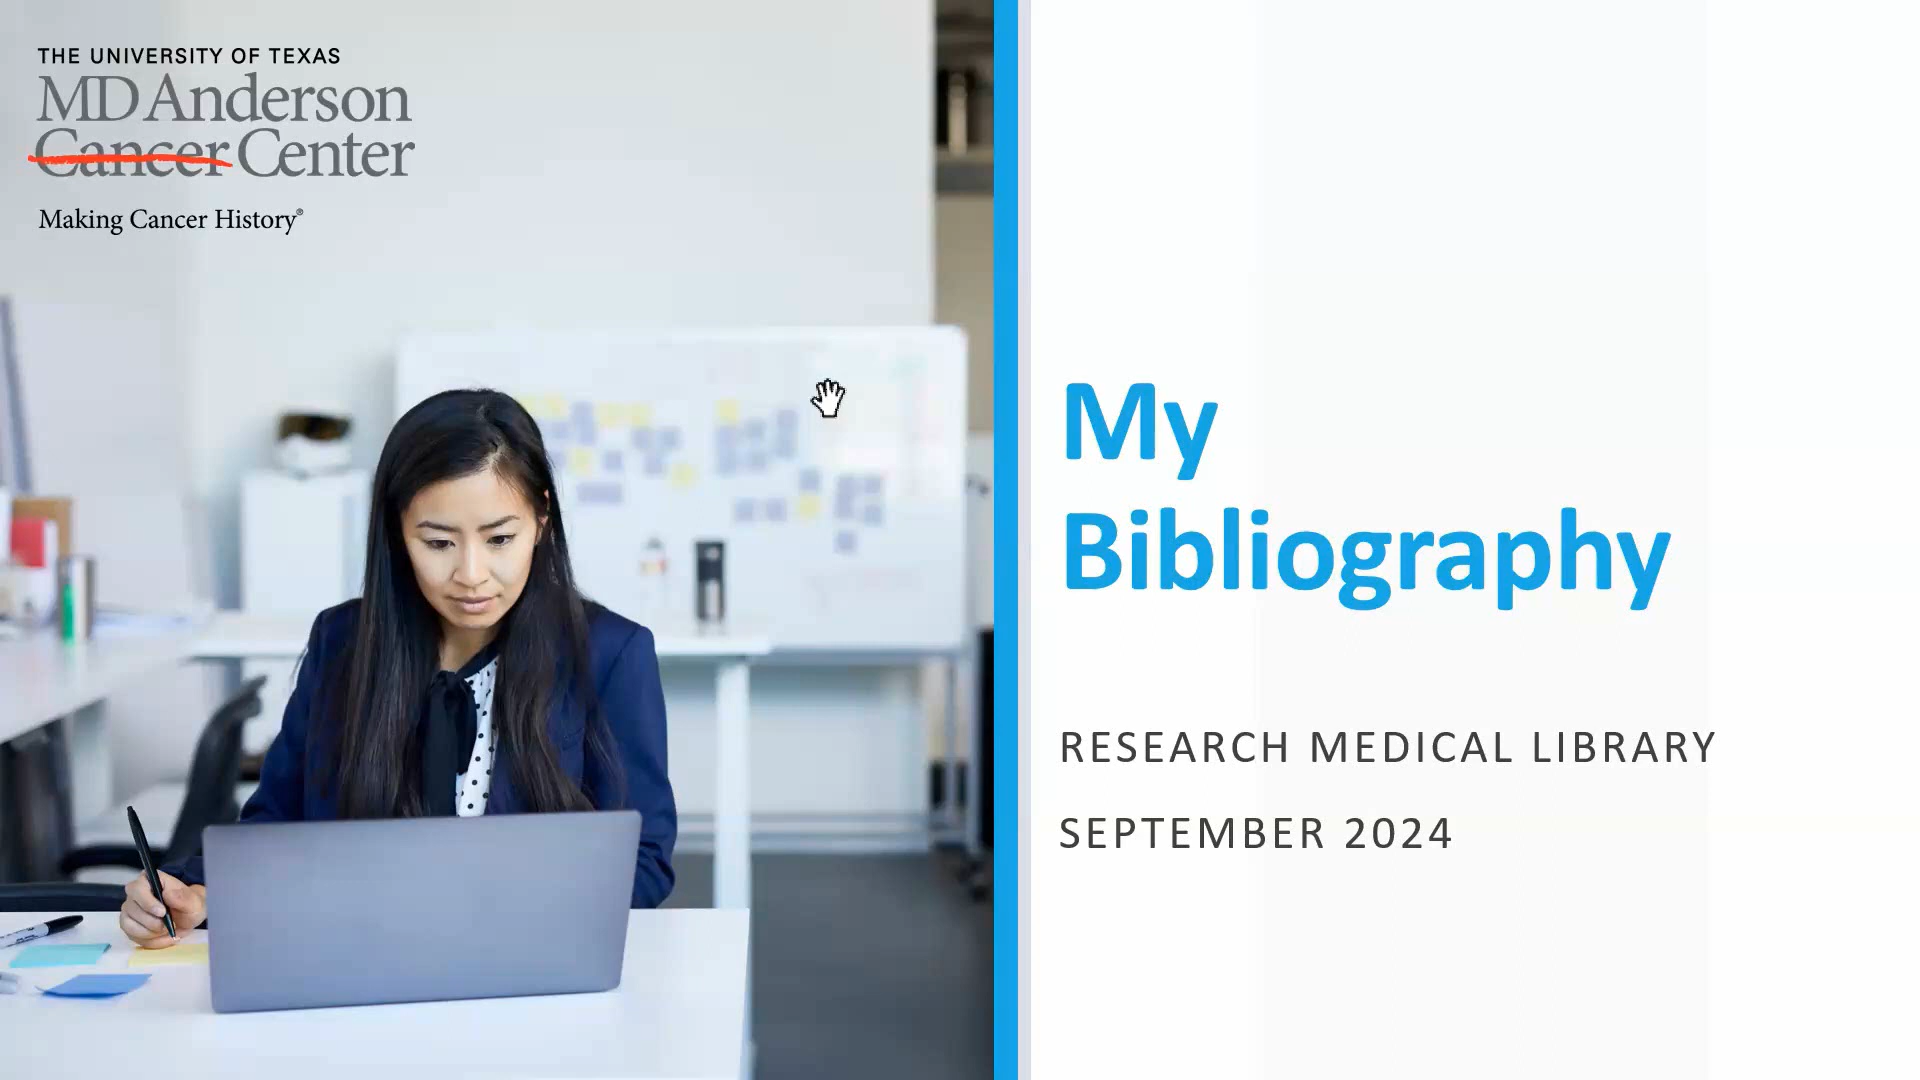 THE UNIVERSITY OF TEXAS
MD Anderson
Cancer Center
Making Cancer History®
My
Bibliography
RESEARCH MEDICAL LIBRARY
SEPTEMBER 2024